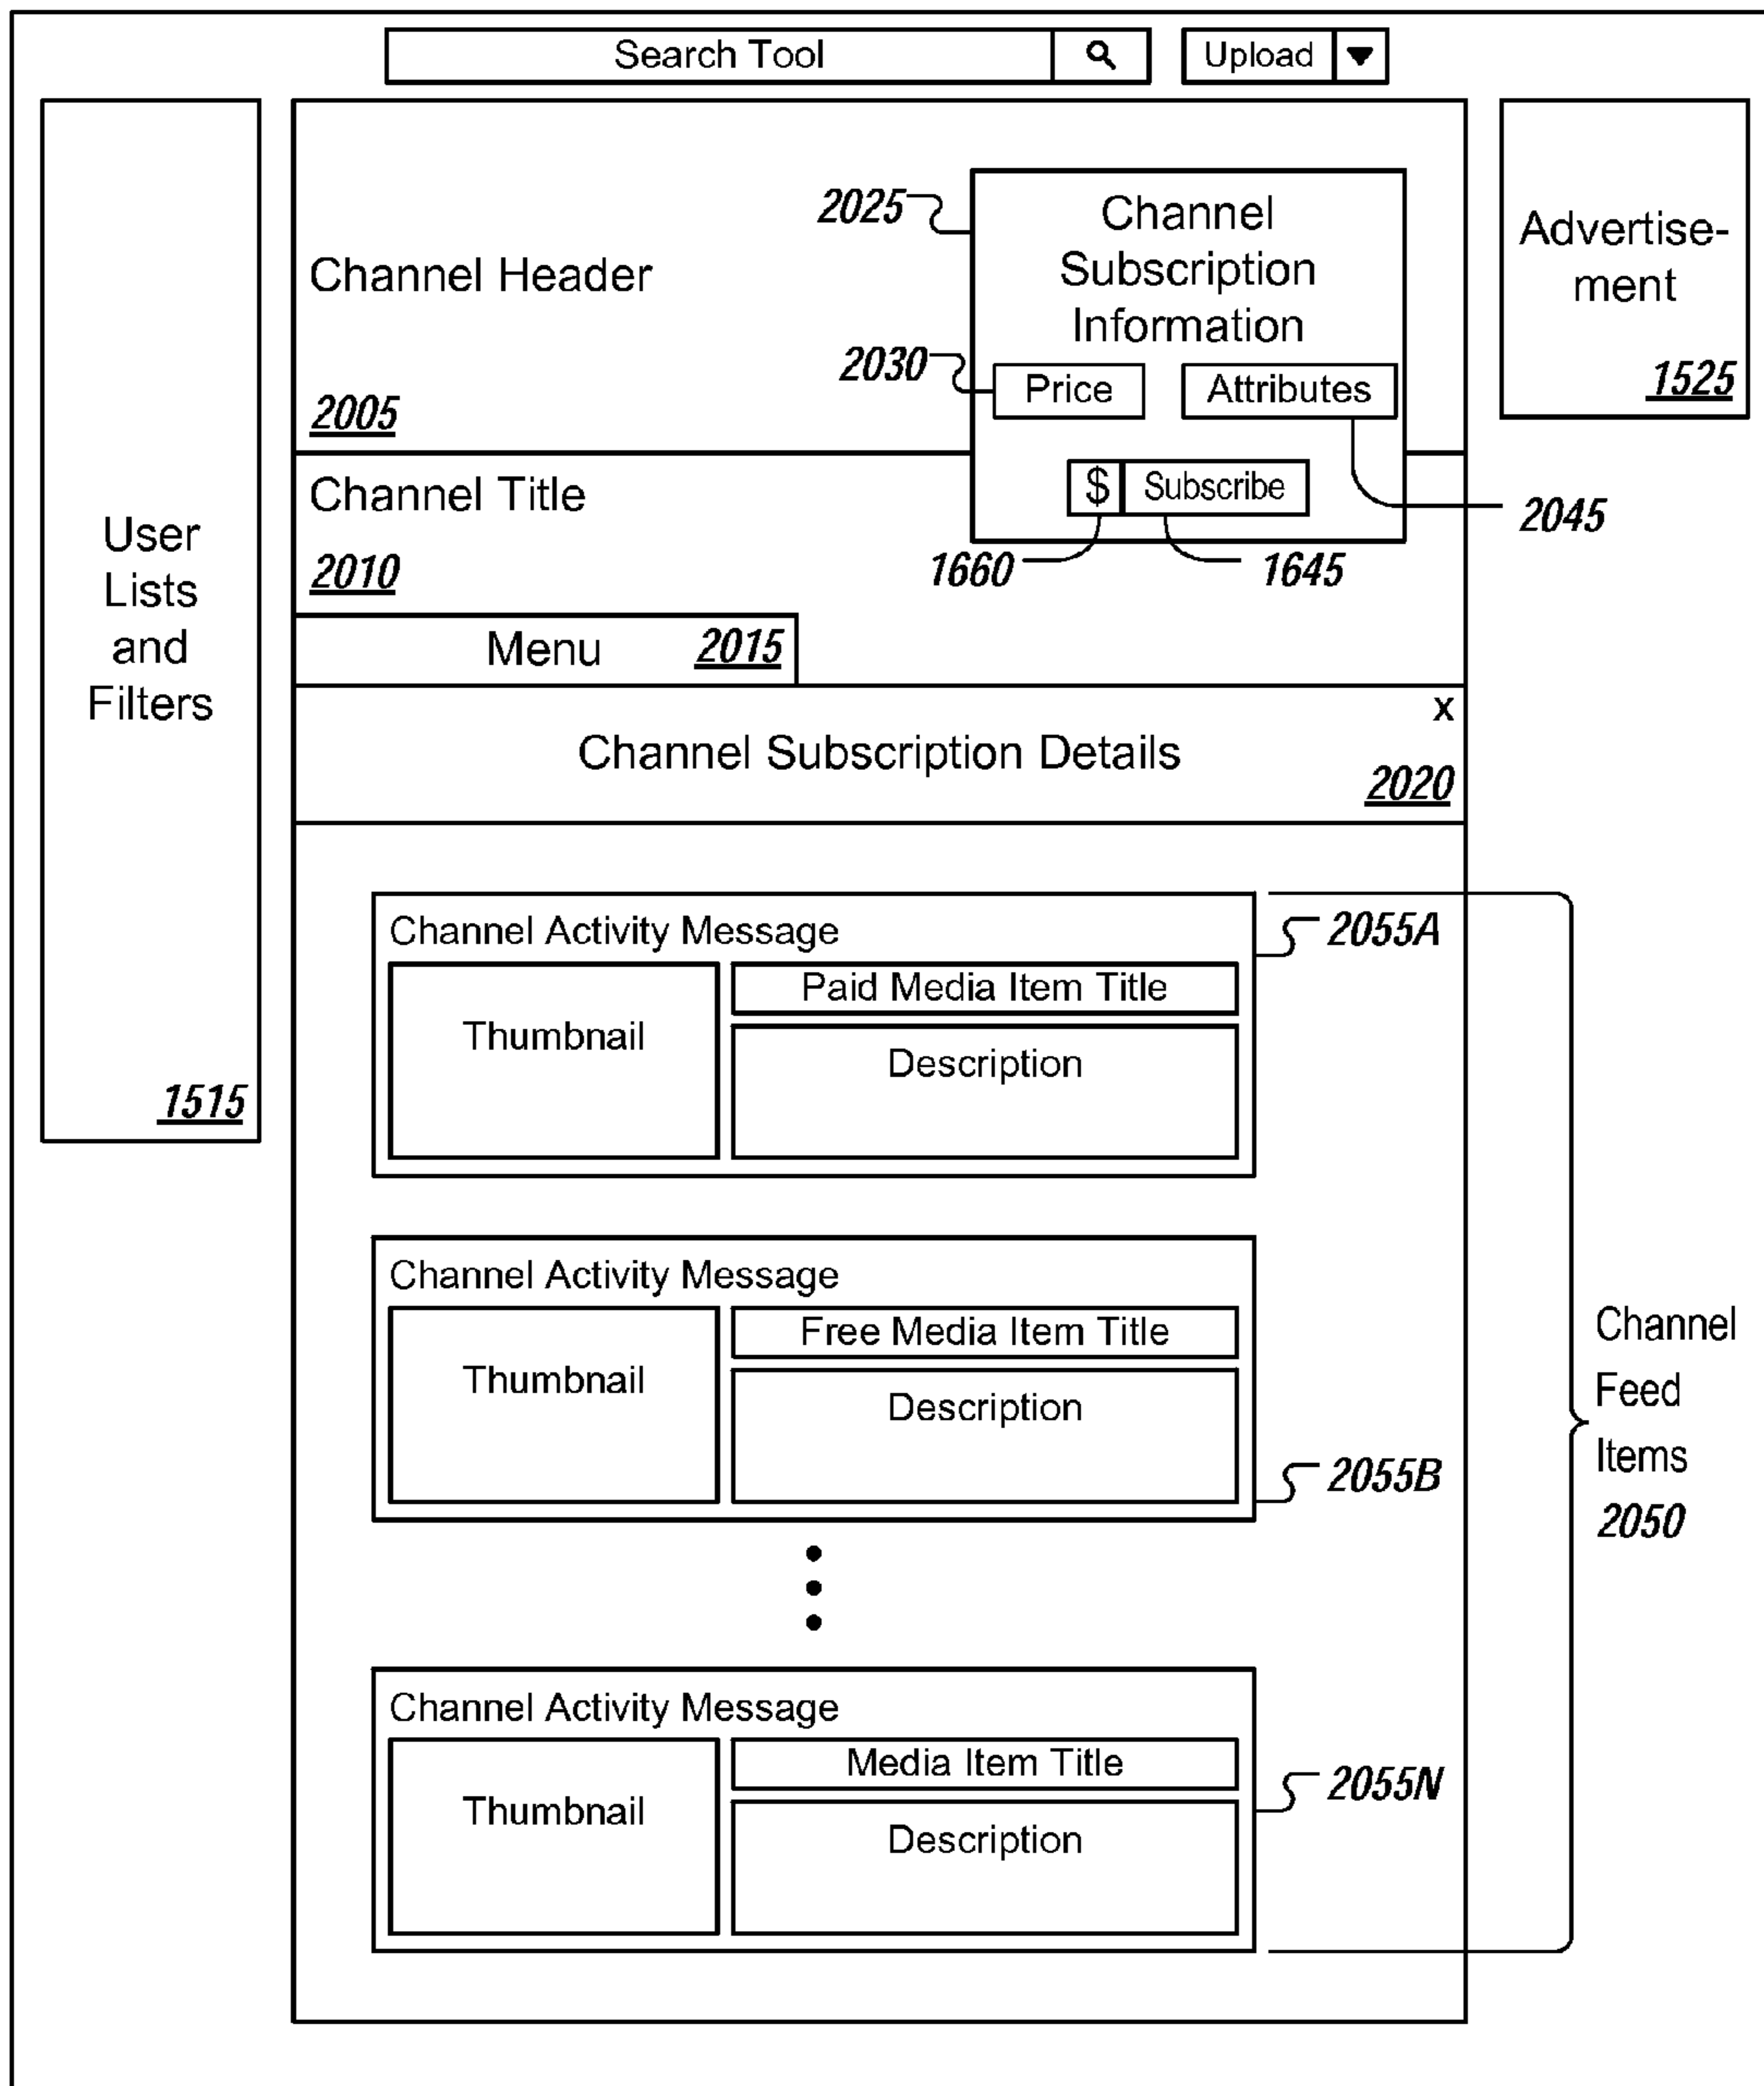 Search Tool
Upload
User
Lists
and
Filters
1515
Channel Header
2005
2025
Channel
Subscription
Information
2030
Price
Attributes
$ Subscribe
2045
1660
1645
Advertise-
ment
1525
Channel Title
2010
Menu 2015
x
Channel Subscription Details
2020
Channel Activity Message
2055A
Thumbnail
Paid Media Item Title
Description
Channel Activity Message
Thumbnail
Free Media Item Title
Description
2055B
Channel
Feed
Items
2050
Channel Activity Message
Thumbnail
Media Item Title
Description
2055N